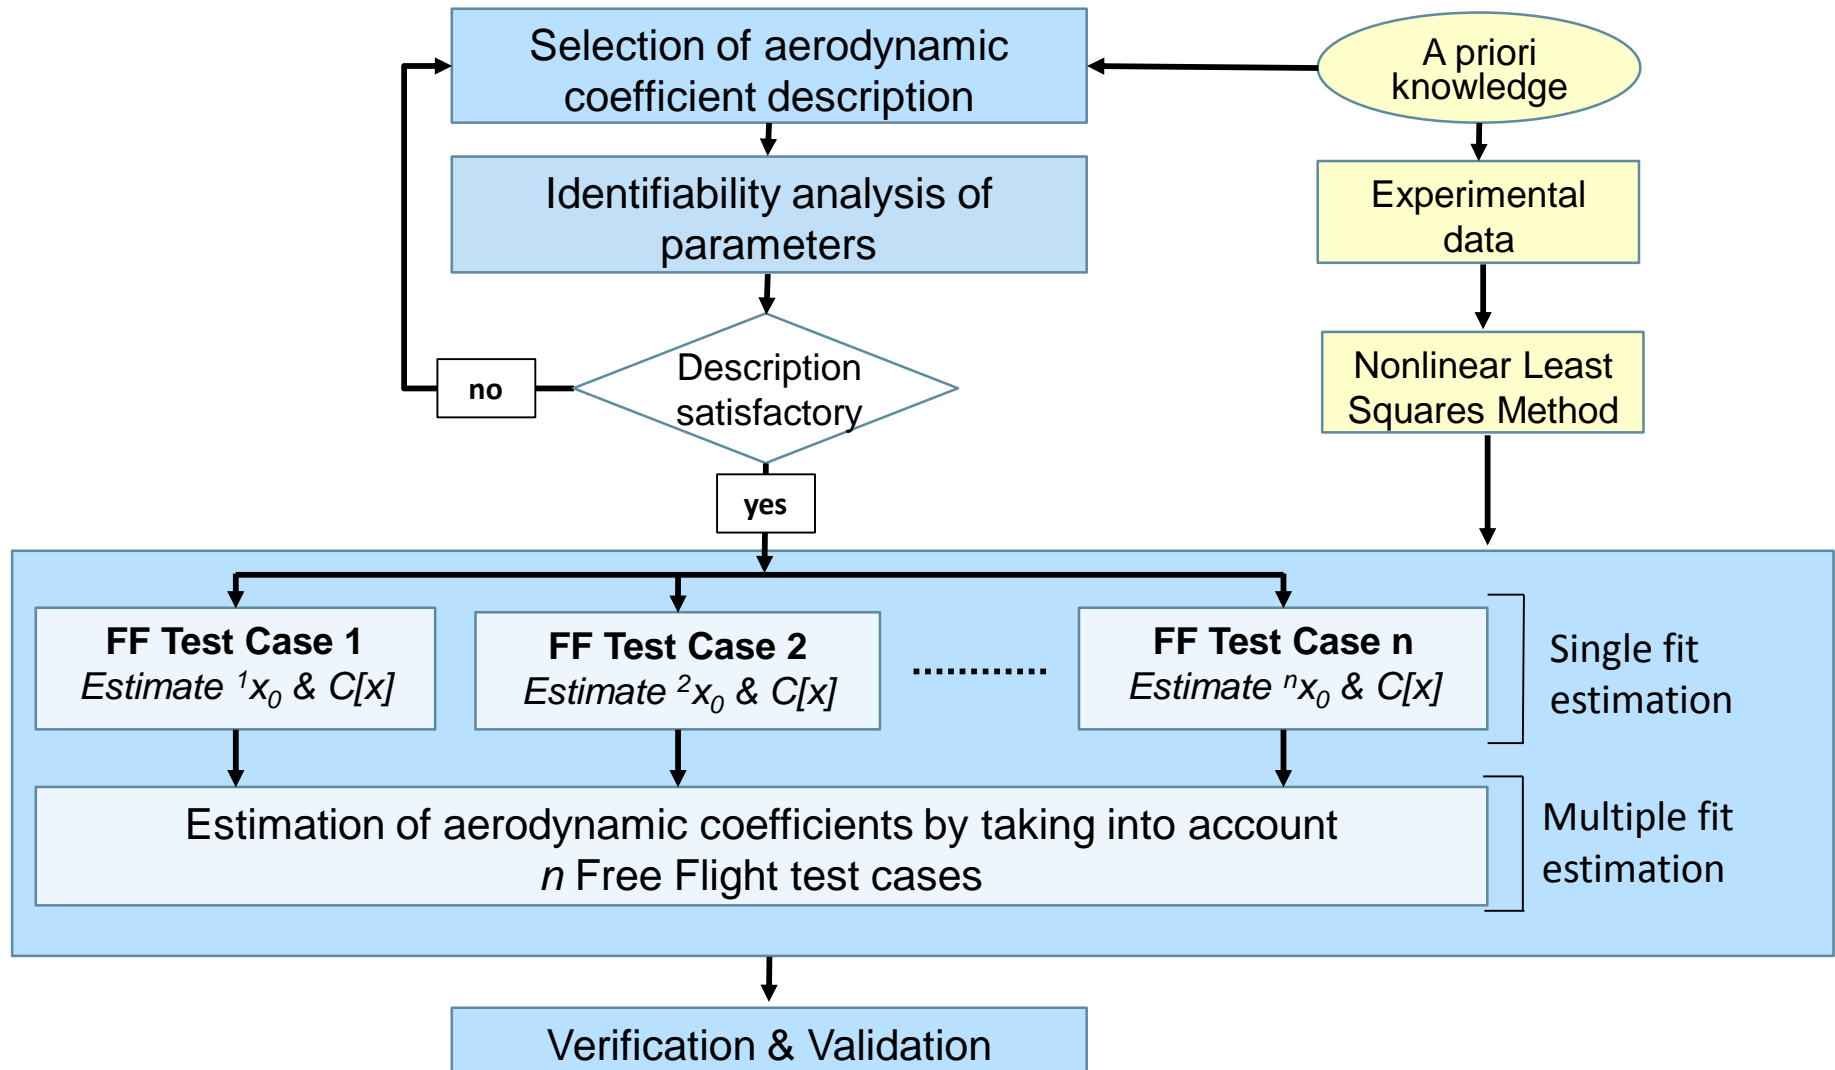 Selection of aerodynamic
coefficient description
A priori
knowledge
Identifiability analysis of
parameters
Experimental
data
Description
satisfactory
no
Nonlinear Least
Squares Method
yes
FF Test Case 1
Estimate ¹x₀ & C[x]
FF Test Case 2
Estimate ²x₀ & C[x]
.............
FF Test Case n
Estimate ⁿx₀ & C[x]
Single fit
estimation
Estimation of aerodynamic coefficients by taking into account
n Free Flight test cases
Multiple fit
estimation
Verification & Validation